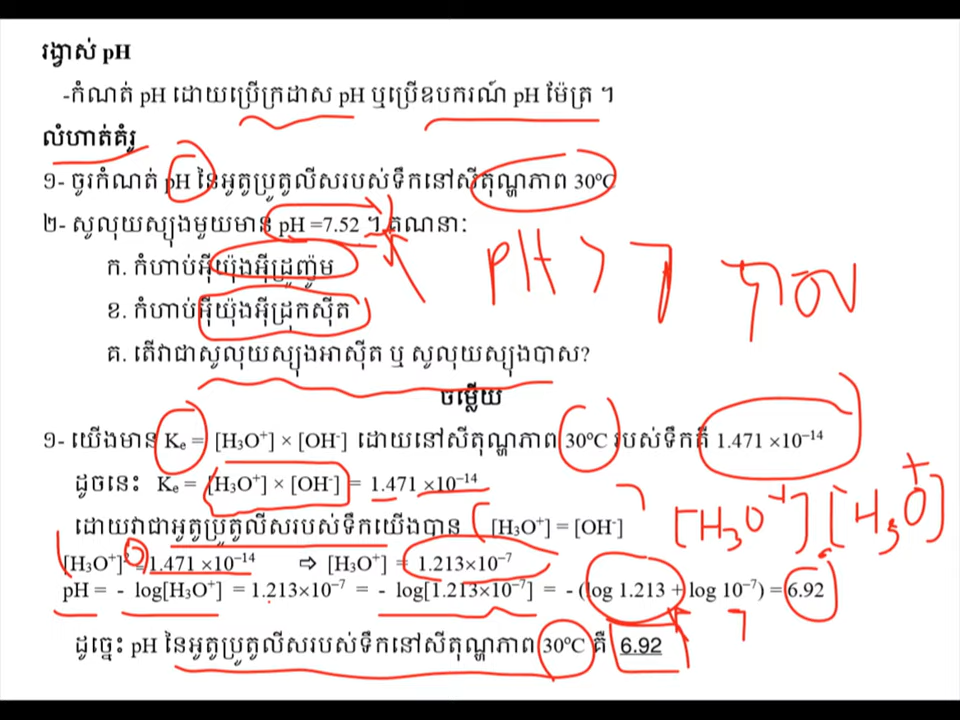 រង្វាស់ pH
-កំណត់ pH ដោយប្រើក្រដាស pH ឬប្រើឧបករណ៍ pH ម៉ែត្រ ។
លំហាត់គំរូ
១- ចូរកំណត់ pH នៃអូតូប្រូតូលីសរបស់ទឹកនៅសីតុណ្ហភាព 30ºC
២- សូលុយស្យុងមួយមាន pH =7.52 ។ គណនាៈ
ក. កំហាប់អ៊ីយ៉ុងអ៊ីដ្រូញ៉ូម
pH > 7 បាស
ខ. កំហាប់អ៊ីយ៉ុងអ៊ីដ្រុកស៊ីត
គ. តើវាជាសូលុយស្យុងអាស៊ីត ឬ សូលុយស្យុងបាស?
ចម្លើយ
១- យើងមាន Ke = [H₃O⁺] × [OH⁻] ដោយនៅសីតុណ្ហភាព 30ºC របស់ទឹកគឺ 1.471 ×10⁻¹⁴
ដូចនេះ Ke = [H₃O⁺] × [OH⁻] = 1.471 ×10⁻¹⁴
ដោយវាជាអូតូប្រូតូលីសរបស់ទឹកយើងបាន [H₃O⁺] = [OH⁻]
[H₃O⁺] [H₃O⁺]
[H₃O⁺]² = 1.471 ×10⁻¹⁴ ⇨ [H₃O⁺] = 1.213×10⁻⁷
pH = - log[H₃O⁺] = 1.213×10⁻⁷ = - log[1.213×10⁻⁷] = - (log 1.213 + log 10⁻⁷) = 6.92
7
ដូច្នេះ pH នៃអូតូប្រូតូលីសរបស់ទឹកនៅសីតុណ្ហភាព 30ºC គឺ 6.92